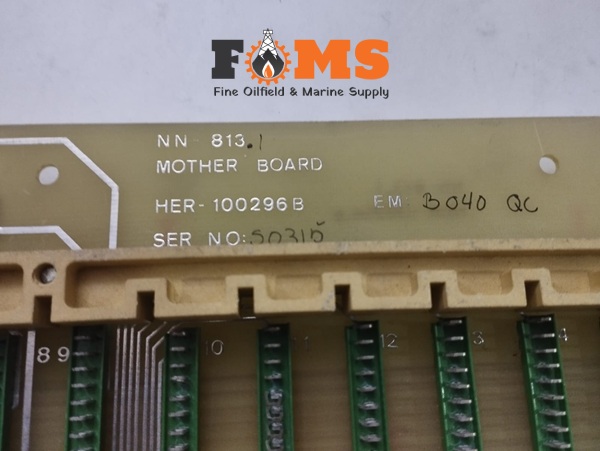 FOMS
Fine Oilfield & Marine Supply
NN- 813.1
MOTHER BOARD
HER- 100296B EM: B040 QC
SER NO:
89 10 12